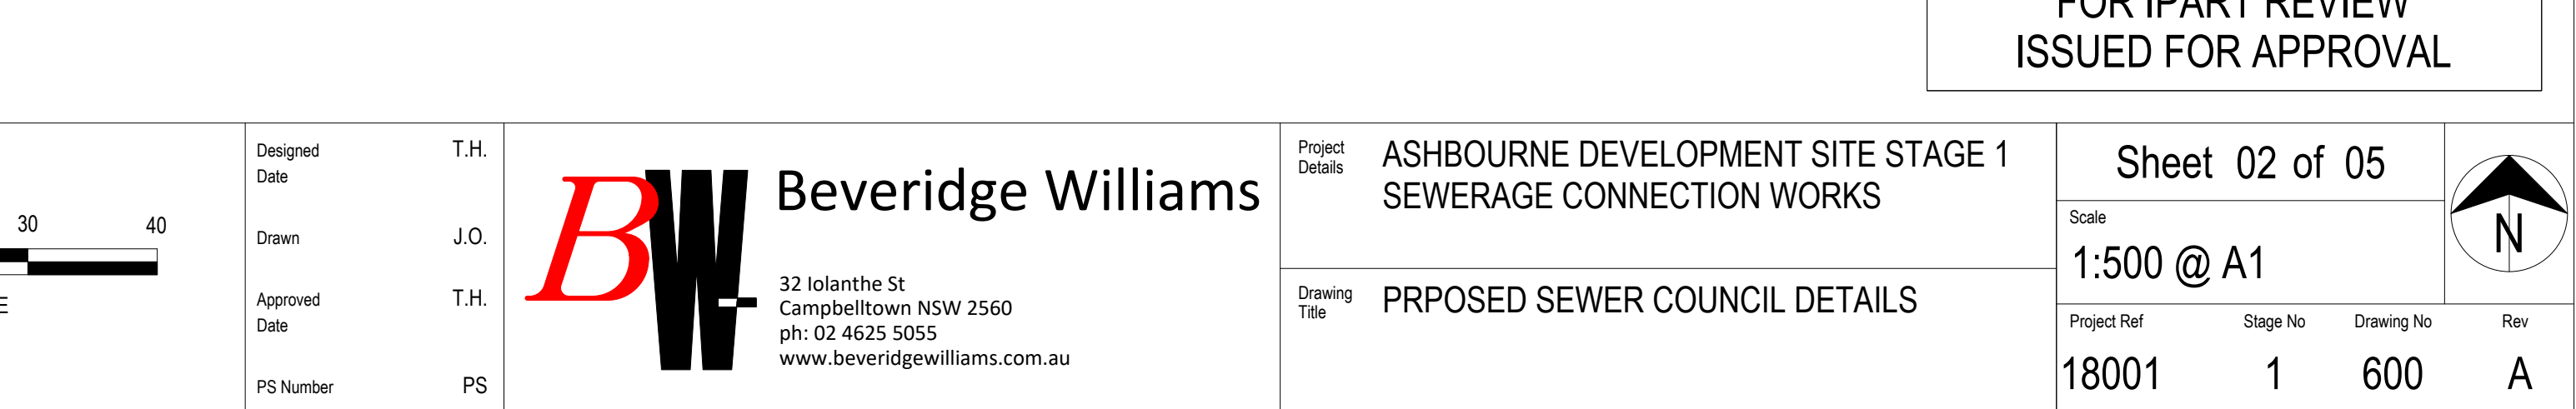 FOR IPART REVIEW
ISSUED FOR APPROVAL
30 40
E
Designed T.H.
Date
Drawn J.O.
Approved T.H.
Date
PS Number PS
BW
Beveridge Williams
32 Iolanthe St
Campbelltown NSW 2560
ph: 02 4625 5055
www.beveridgewilliams.com.au
Project
Details
ASHBOURNE DEVELOPMENT SITE STAGE 1
SEWERAGE CONNECTION WORKS
Drawing
Title
PRPOSED SEWER COUNCIL DETAILS
Sheet 02 of 05
Scale
1:500 @ A1
N
Project Ref Stage No Drawing No Rev
18001 1 600 A